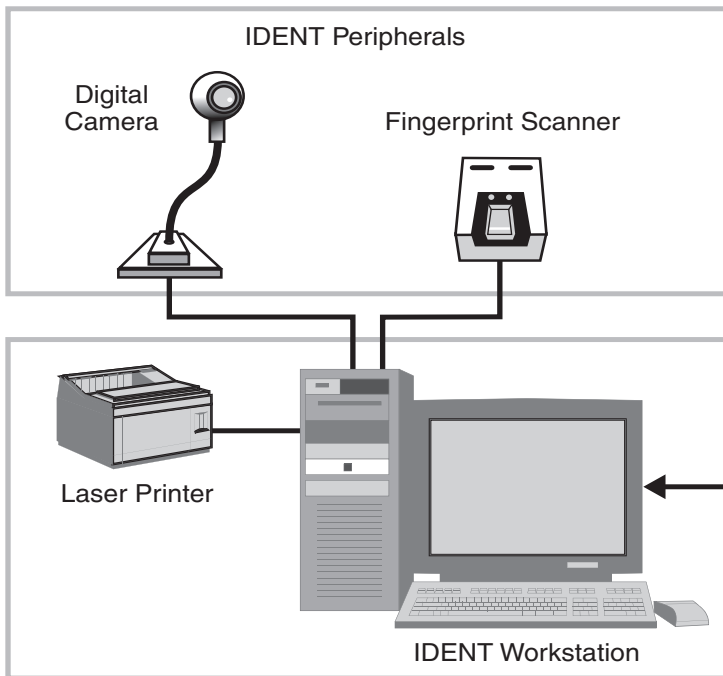 IDENT Peripherals
Digital
Camera
Fingerprint Scanner
Laser Printer
IDENT Workstation